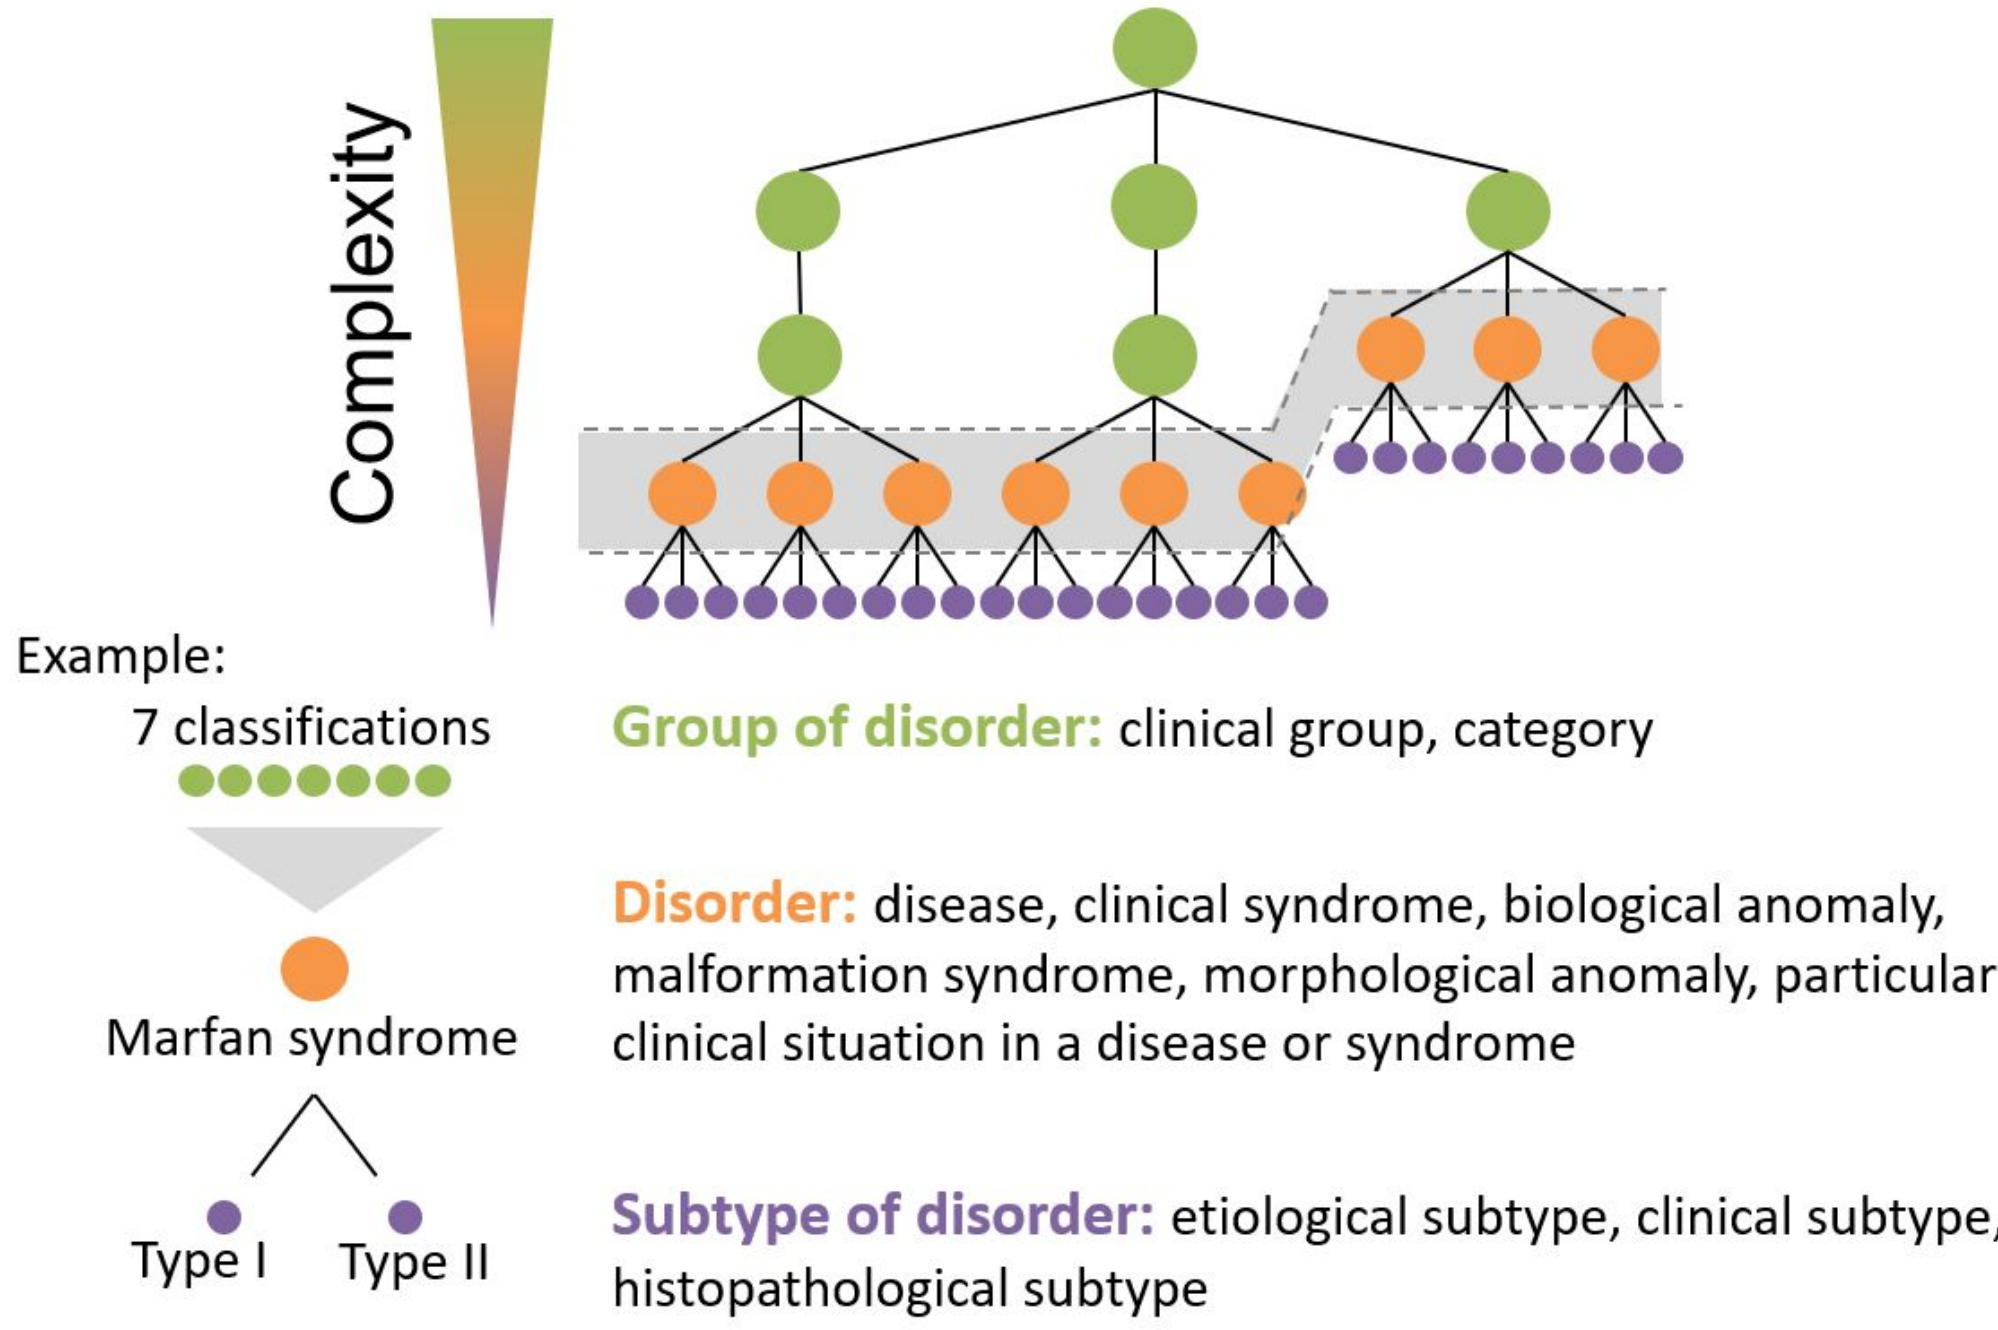 Complexity
Example:
7 classifications
Marfan syndrome
Type I
Type II
Group of disorder: clinical group, category
Disorder: disease, clinical syndrome, biological anomaly,
malformation syndrome, morphological anomaly, particular
clinical situation in a disease or syndrome
Subtype of disorder: etiological subtype, clinical subtype,
histopathological subtype